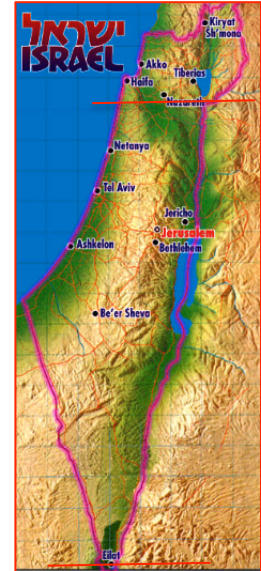 ישראל
ISRAEL
Kiryat
Sh'mona
Akko
Haifa
Tiberias
Nazareth
Netanya
Tel Aviv
Jericho
Jerusalem
Bethlehem
Ashkelon
Be'er Sheva
Eilat